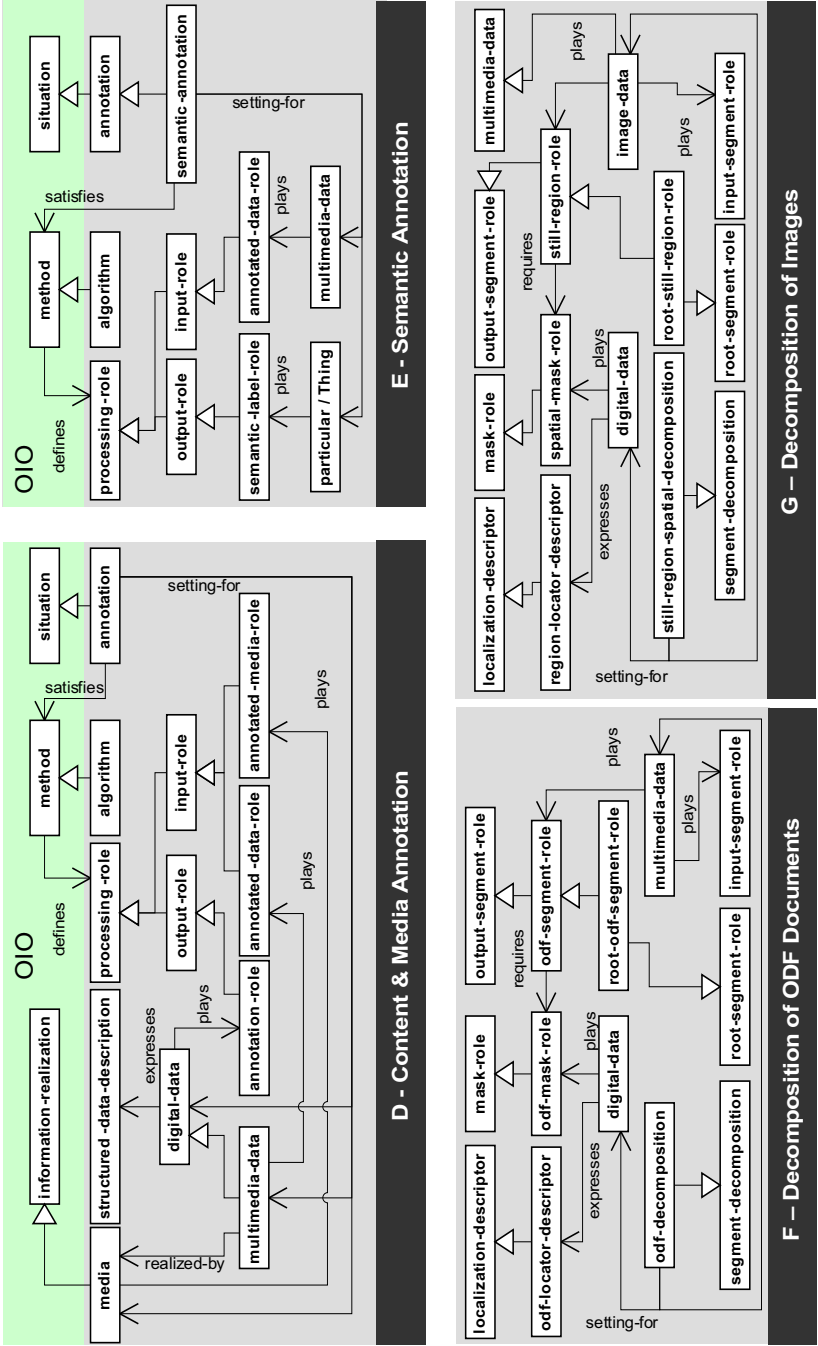 OIO
information-realization
method
situation
defines
satisfies
media
structured -data-description
processing -role
algorithm
annotation
realized-by
expresses
setting-for
digital-data
output -role
input-role
plays
multimedia-data
annotation -role
annotated -data-role
annotated -media-role
plays
plays
D - Content & Media Annotation
OIO
method
situation
defines
satisfies
processing -role
algorithm
annotation
output-role
input-role
semantic -annotation
setting-for
semantic-label-role
annotated -data-role
plays
plays
particular / Thing
multimedia-data
E - Semantic Annotation
localization-descriptor
mask-role
output-segment -role
requires
plays
odf-locator-descriptor
odf-mask-role
odf-segment-role
expresses
plays
setting-for
digital-data
root-odf-segment-role
odf-decomposition
multimedia-data
plays
segment-decomposition
root-segment-role
input-segment -role
F – Decomposition of ODF Documents
localization-descriptor
mask-role
output-segment-role
multimedia-data
requires
plays
region-locator -descriptor
spatial-mask-role
still-region-role
expresses
plays
setting-for
digital-data
image-data
still-region-spatial-decomposition
root-still-region-role
plays
segment-decomposition
root-segment-role
input-segment -role
G – Decomposition of Images